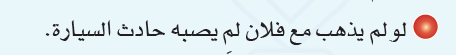 لو لم يذهب مع فلان لم يصبه حادث السيارة.